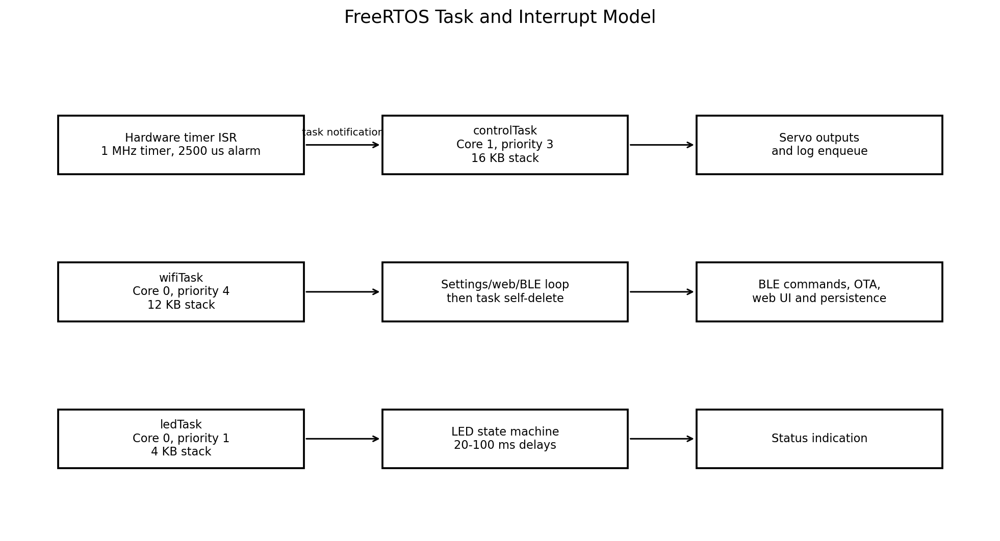 FreeRTOS Task and Interrupt Model
Hardware timer ISR
1 MHz timer, 2500 us alarm
task notification
controlTask
Core 1, priority 3
16 KB stack
Servo outputs
and log enqueue
wifiTask
Core 0, priority 4
12 KB stack
Settings/web/BLE loop
then task self-delete
BLE commands, OTA,
web UI and persistence
ledTask
Core 0, priority 1
4 KB stack
LED state machine
20-100 ms delays
Status indication